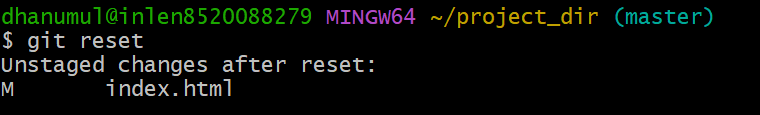 dhanumul@inlen8520088279 MINGW64 ~/project_dir (master)
$ git reset
Unstaged changes after reset:
M       index.html